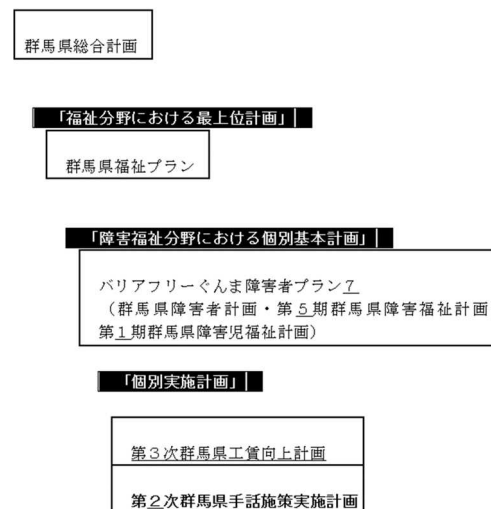 群馬県総合計画
「福祉分野における最上位計画」
群馬県福祉プラン
「障害福祉分野における個別基本計画」
バリアフリーぐんま障害者プラン７
（群馬県障害者計画・第５期群馬県障害福祉計画
第１期群馬県障害児福祉計画）
「個別実施計画」
第３次群馬県工賃向上計画
第２次群馬県手話施策実施計画